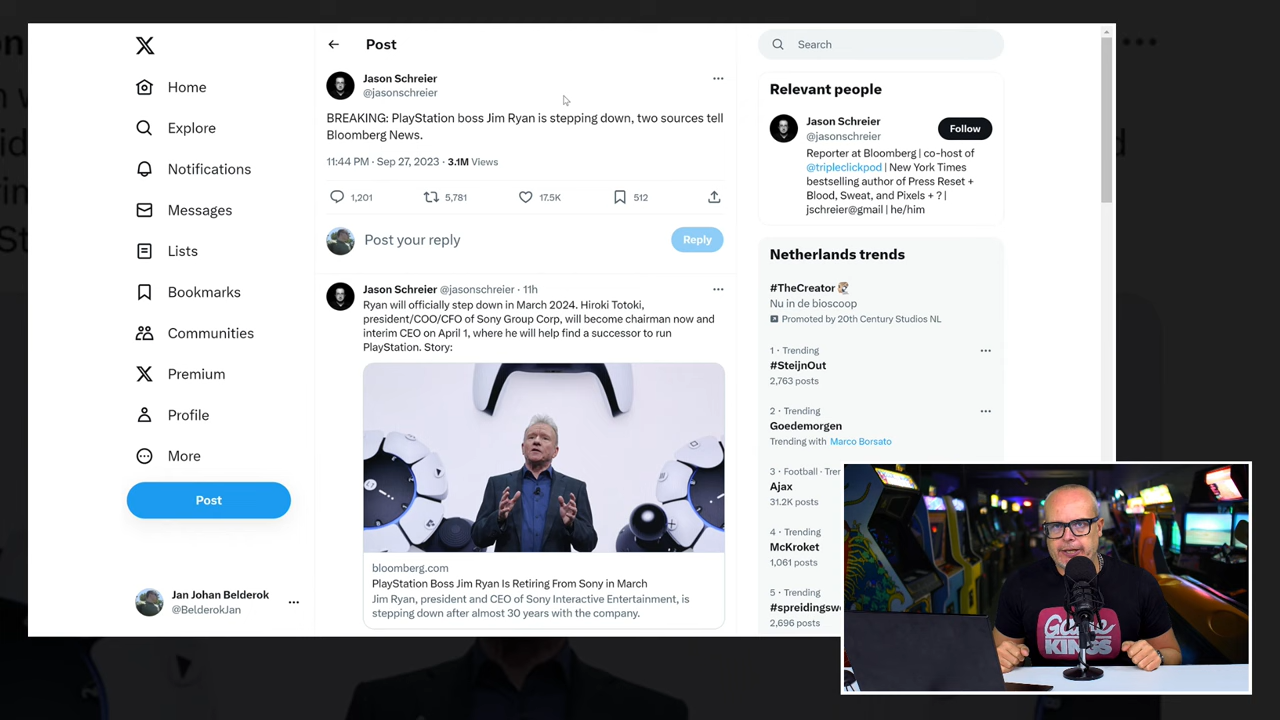 Home
Explore
Notifications
Messages
Lists
Bookmarks
Communities
Premium
Profile
More
Post
Jan Johan Belderok
@BelderokJan
Post
Jason Schreier
@jasonschreier
BREAKING: PlayStation boss Jim Ryan is stepping down, two sources tell
Bloomberg News.
11:44 PM · Sep 27, 2023 · 3.1M Views
1,201 5,781 17.5K 512
Post your reply
Reply
Jason Schreier @jasonschreier · 11h
Ryan will officially step down in March 2024. Hiroki Totoki,
president/COO/CFO of Sony Group Corp, will become chairman now and
interim CEO on April 1, where he will help find a successor to run
PlayStation. Story:
bloomberg.com
PlayStation Boss Jim Ryan Is Retiring From Sony in March
Jim Ryan, president and CEO of Sony Interactive Entertainment, is
stepping down after almost 30 years with the company.
Search
Relevant people
Jason Schreier
@jasonschreier
Follow
Reporter at Bloomberg | co-host of
@tripleclickpod | New York Times
bestselling author of Press Reset +
Blood, Sweat, and Pixels + ? |
jschreier@gmail | he/him
Netherlands trends
#TheCreator
Nu in de bioscoop
Promoted by 20th Century Studios NL
1 · Trending
#SteijnOut
2,763 posts
2 · Trending
Goedemorgen
Trending with Marco Borsato
3 · Football · Tre
Ajax
31.2K posts
4 · Trending
McKroket
1,061 posts
5 · Trending
#spreidingsw
2,696 posts
GAME
KINGS